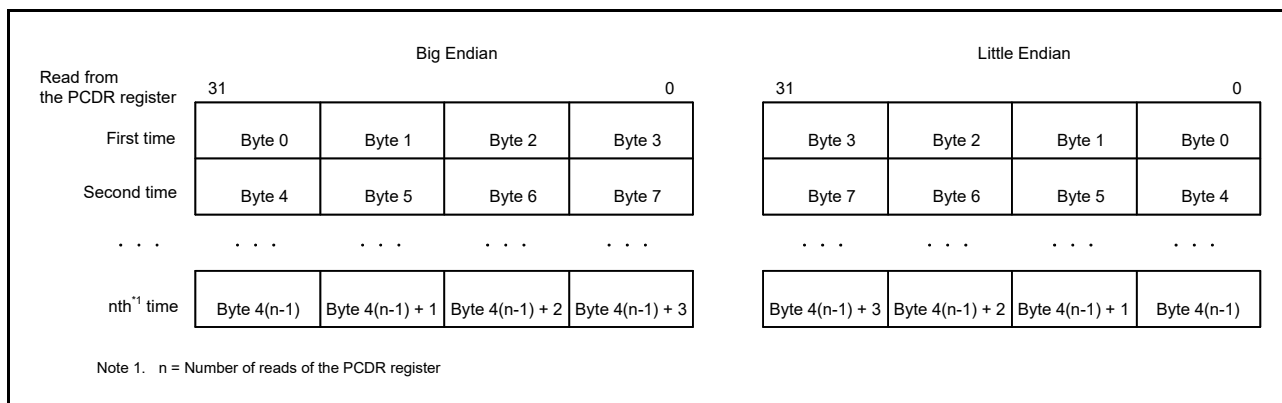 Big Endian Little Endian
Read from
the PCDR register 31 0 31 0
First time Byte 0 Byte 1 Byte 2 Byte 3 Byte 3 Byte 2 Byte 1 Byte 0
Second time Byte 4 Byte 5 Byte 6 Byte 7 Byte 7 Byte 6 Byte 5 Byte 4
. . . . . . . . . . . . . . . . . . . . . . . . . . .
nth*1 time Byte 4(n-1) Byte 4(n-1) + 1 Byte 4(n-1) + 2 Byte 4(n-1) + 3 Byte 4(n-1) + 3 Byte 4(n-1) + 2 Byte 4(n-1) + 1 Byte 4(n-1)
Note 1. n = Number of reads of the PCDR register